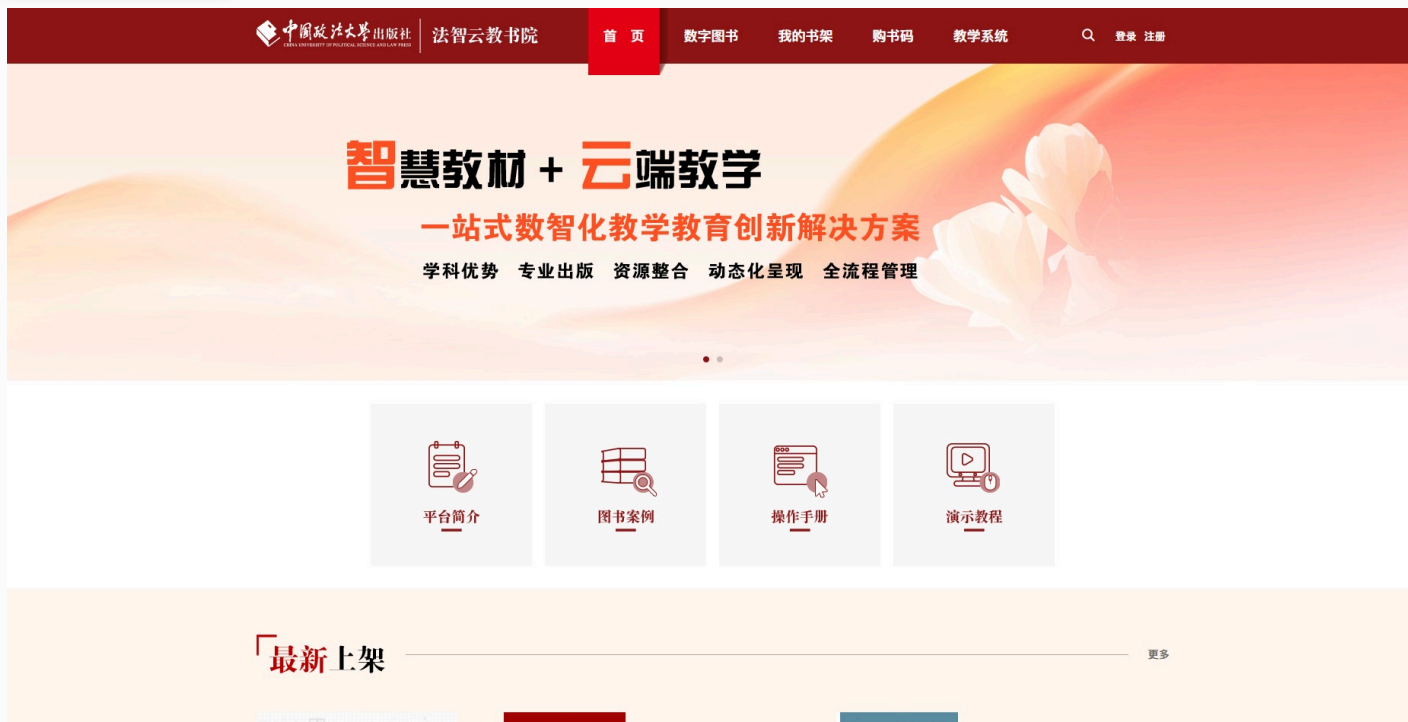 中国政法大学出版社 法智云教书院 首 页 数字图书 我的书架 购书码 教学系统 登录 注册
CHINA UNIVERSITY OF POLITICAL SCIENCE AND LAW PRESS
智慧教材 + 云端教学
一站式数智化教学教育创新解决方案
学科优势 专业出版 资源整合 动态化呈现 全流程管理
平台简介 图书案例 操作手册 演示教程
最新上架 更多